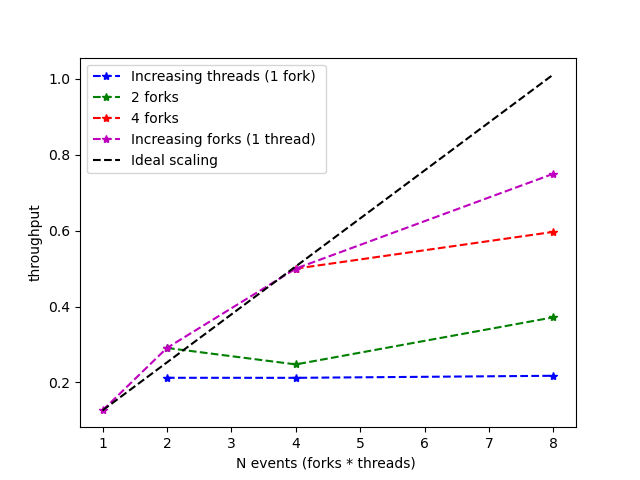 Increasing threads (1 fork)
2 forks
4 forks
Increasing forks (1 thread)
Ideal scaling
1.0
0.8
0.6
0.4
0.2
throughput
1 2 3 4 5 6 7 8
N events (forks * threads)